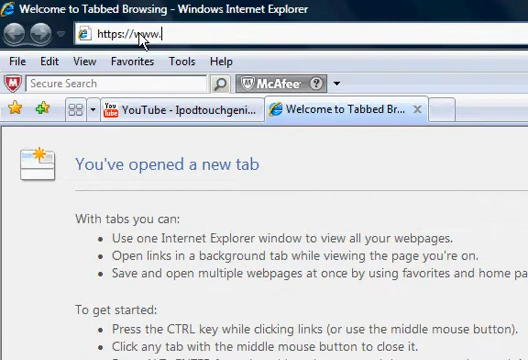 Welcome to Tabbed Browsing - Windows Internet Explorer
https://www.
File Edit View Favorites Tools Help
Secure Search McAfee ?
You Tube YouTube - Ipodtouchgeni... Welcome to Tabbed Br...
You've opened a new tab
With tabs you can:
• Use one Internet Explorer window to view all your webpages.
• Open links in a background tab while viewing the page you're on.
• Save and open multiple webpages at once by using favorites and home pa
To get started:
• Press the CTRL key while clicking links (or use the middle mouse button).
• Click any tab with the middle mouse button to close it.